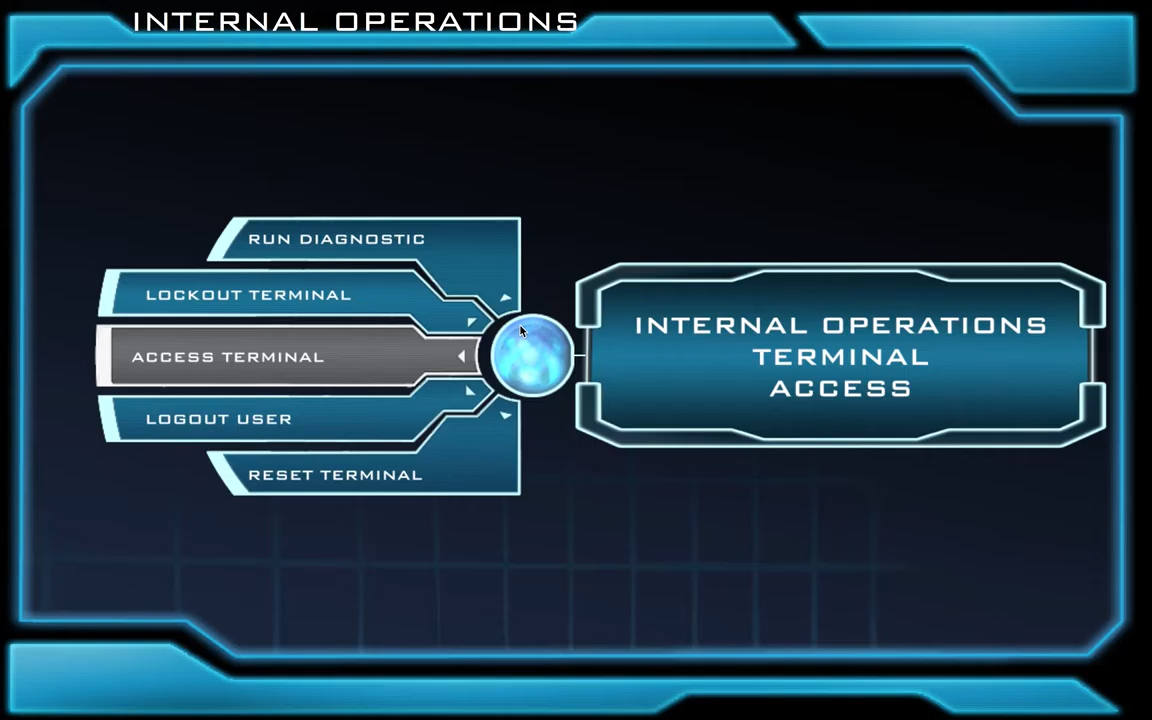 INTERNAL OPERATIONS
RUN DIAGNOSTIC
LOCKOUT TERMINAL
ACCESS TERMINAL
LOGOUT USER
RESET TERMINAL
INTERNAL OPERATIONS
TERMINAL
ACCESS